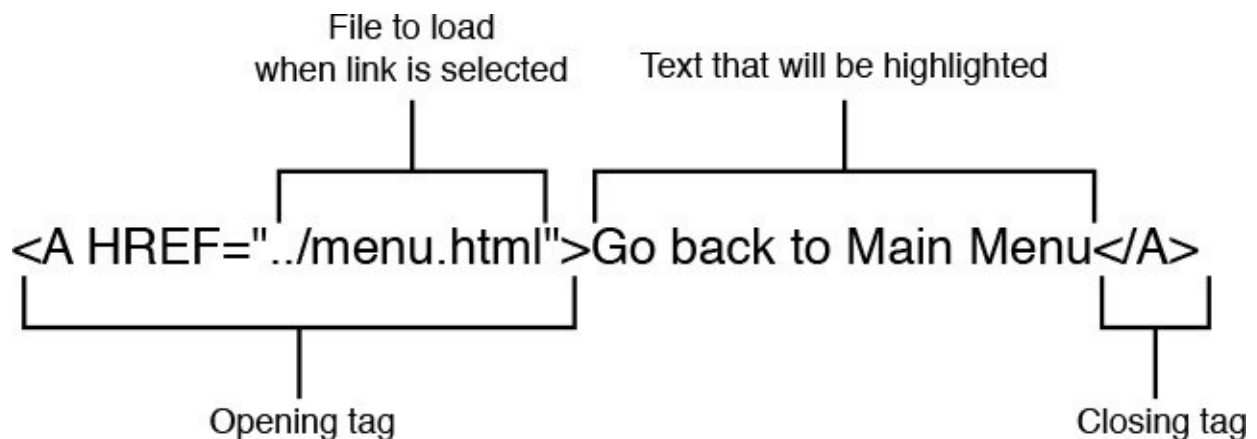 File to load
when link is selected
Text that will be highlighted
<A HREF="../menu.html">Go back to Main Menu</A>
Opening tag
Closing tag